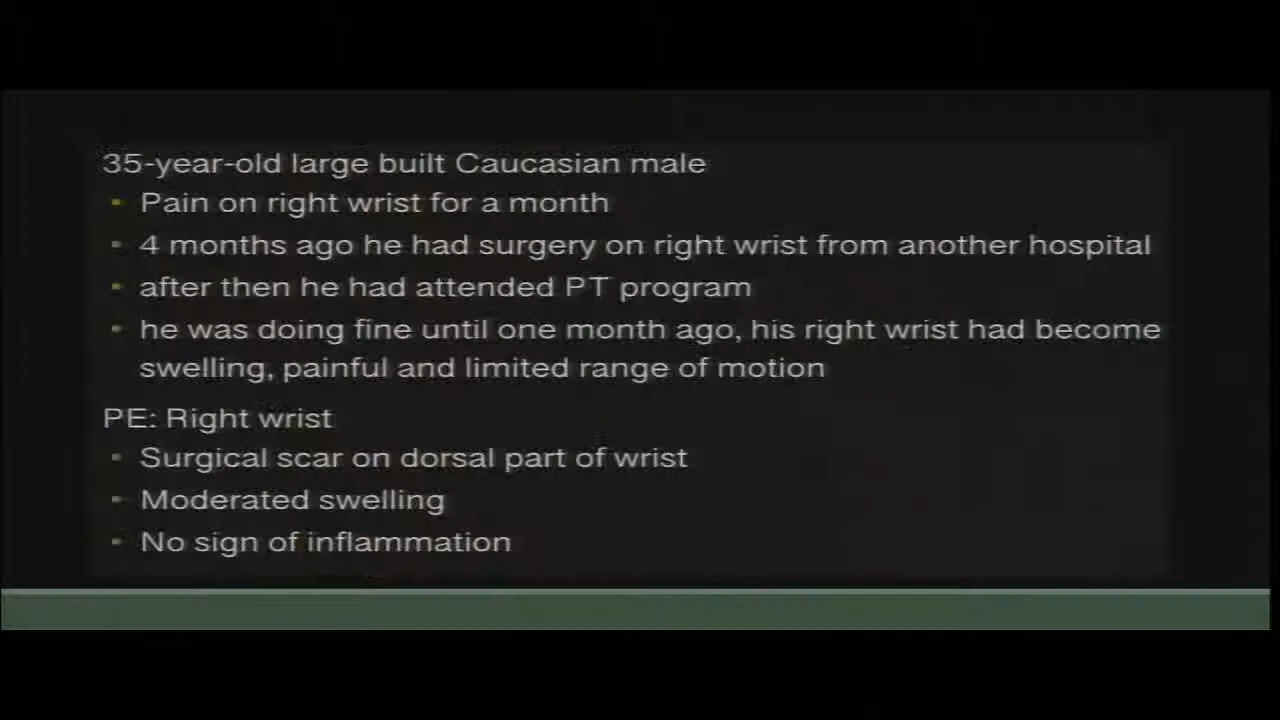 35-year-old large built Caucasian male
▪ Pain on right wrist for a month
▪ 4 months ago he had surgery on right wrist from another hospital
▪ after then he had attended PT program
▪ he was doing fine until one month ago, his right wrist had become
swelling, painful and limited range of motion
PE: Right wrist
▪ Surgical scar on dorsal part of wrist
▪ Moderated swelling
▪ No sign of inflammation